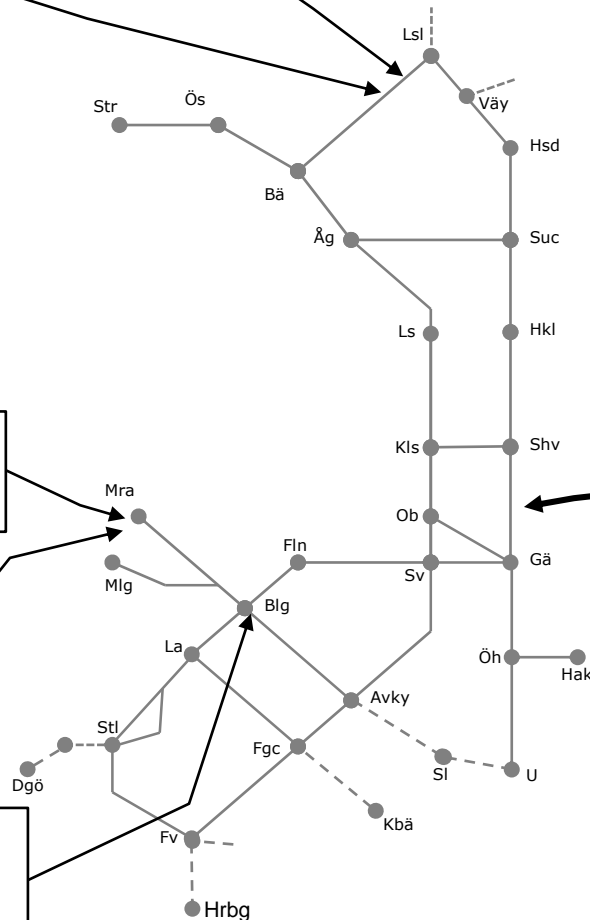 Lsl
Väy
Str
Ös
Hsd
Bä
Åg
Suc
Ls
Hkl
Kls
Shv
Mra
Ob
Fln
Gä
Sv
Mlg
Blg
La
Öh
Hak
Avky
Stl
Fgc
Sl
U
Dgö
Kbä
Fv
Hrbg